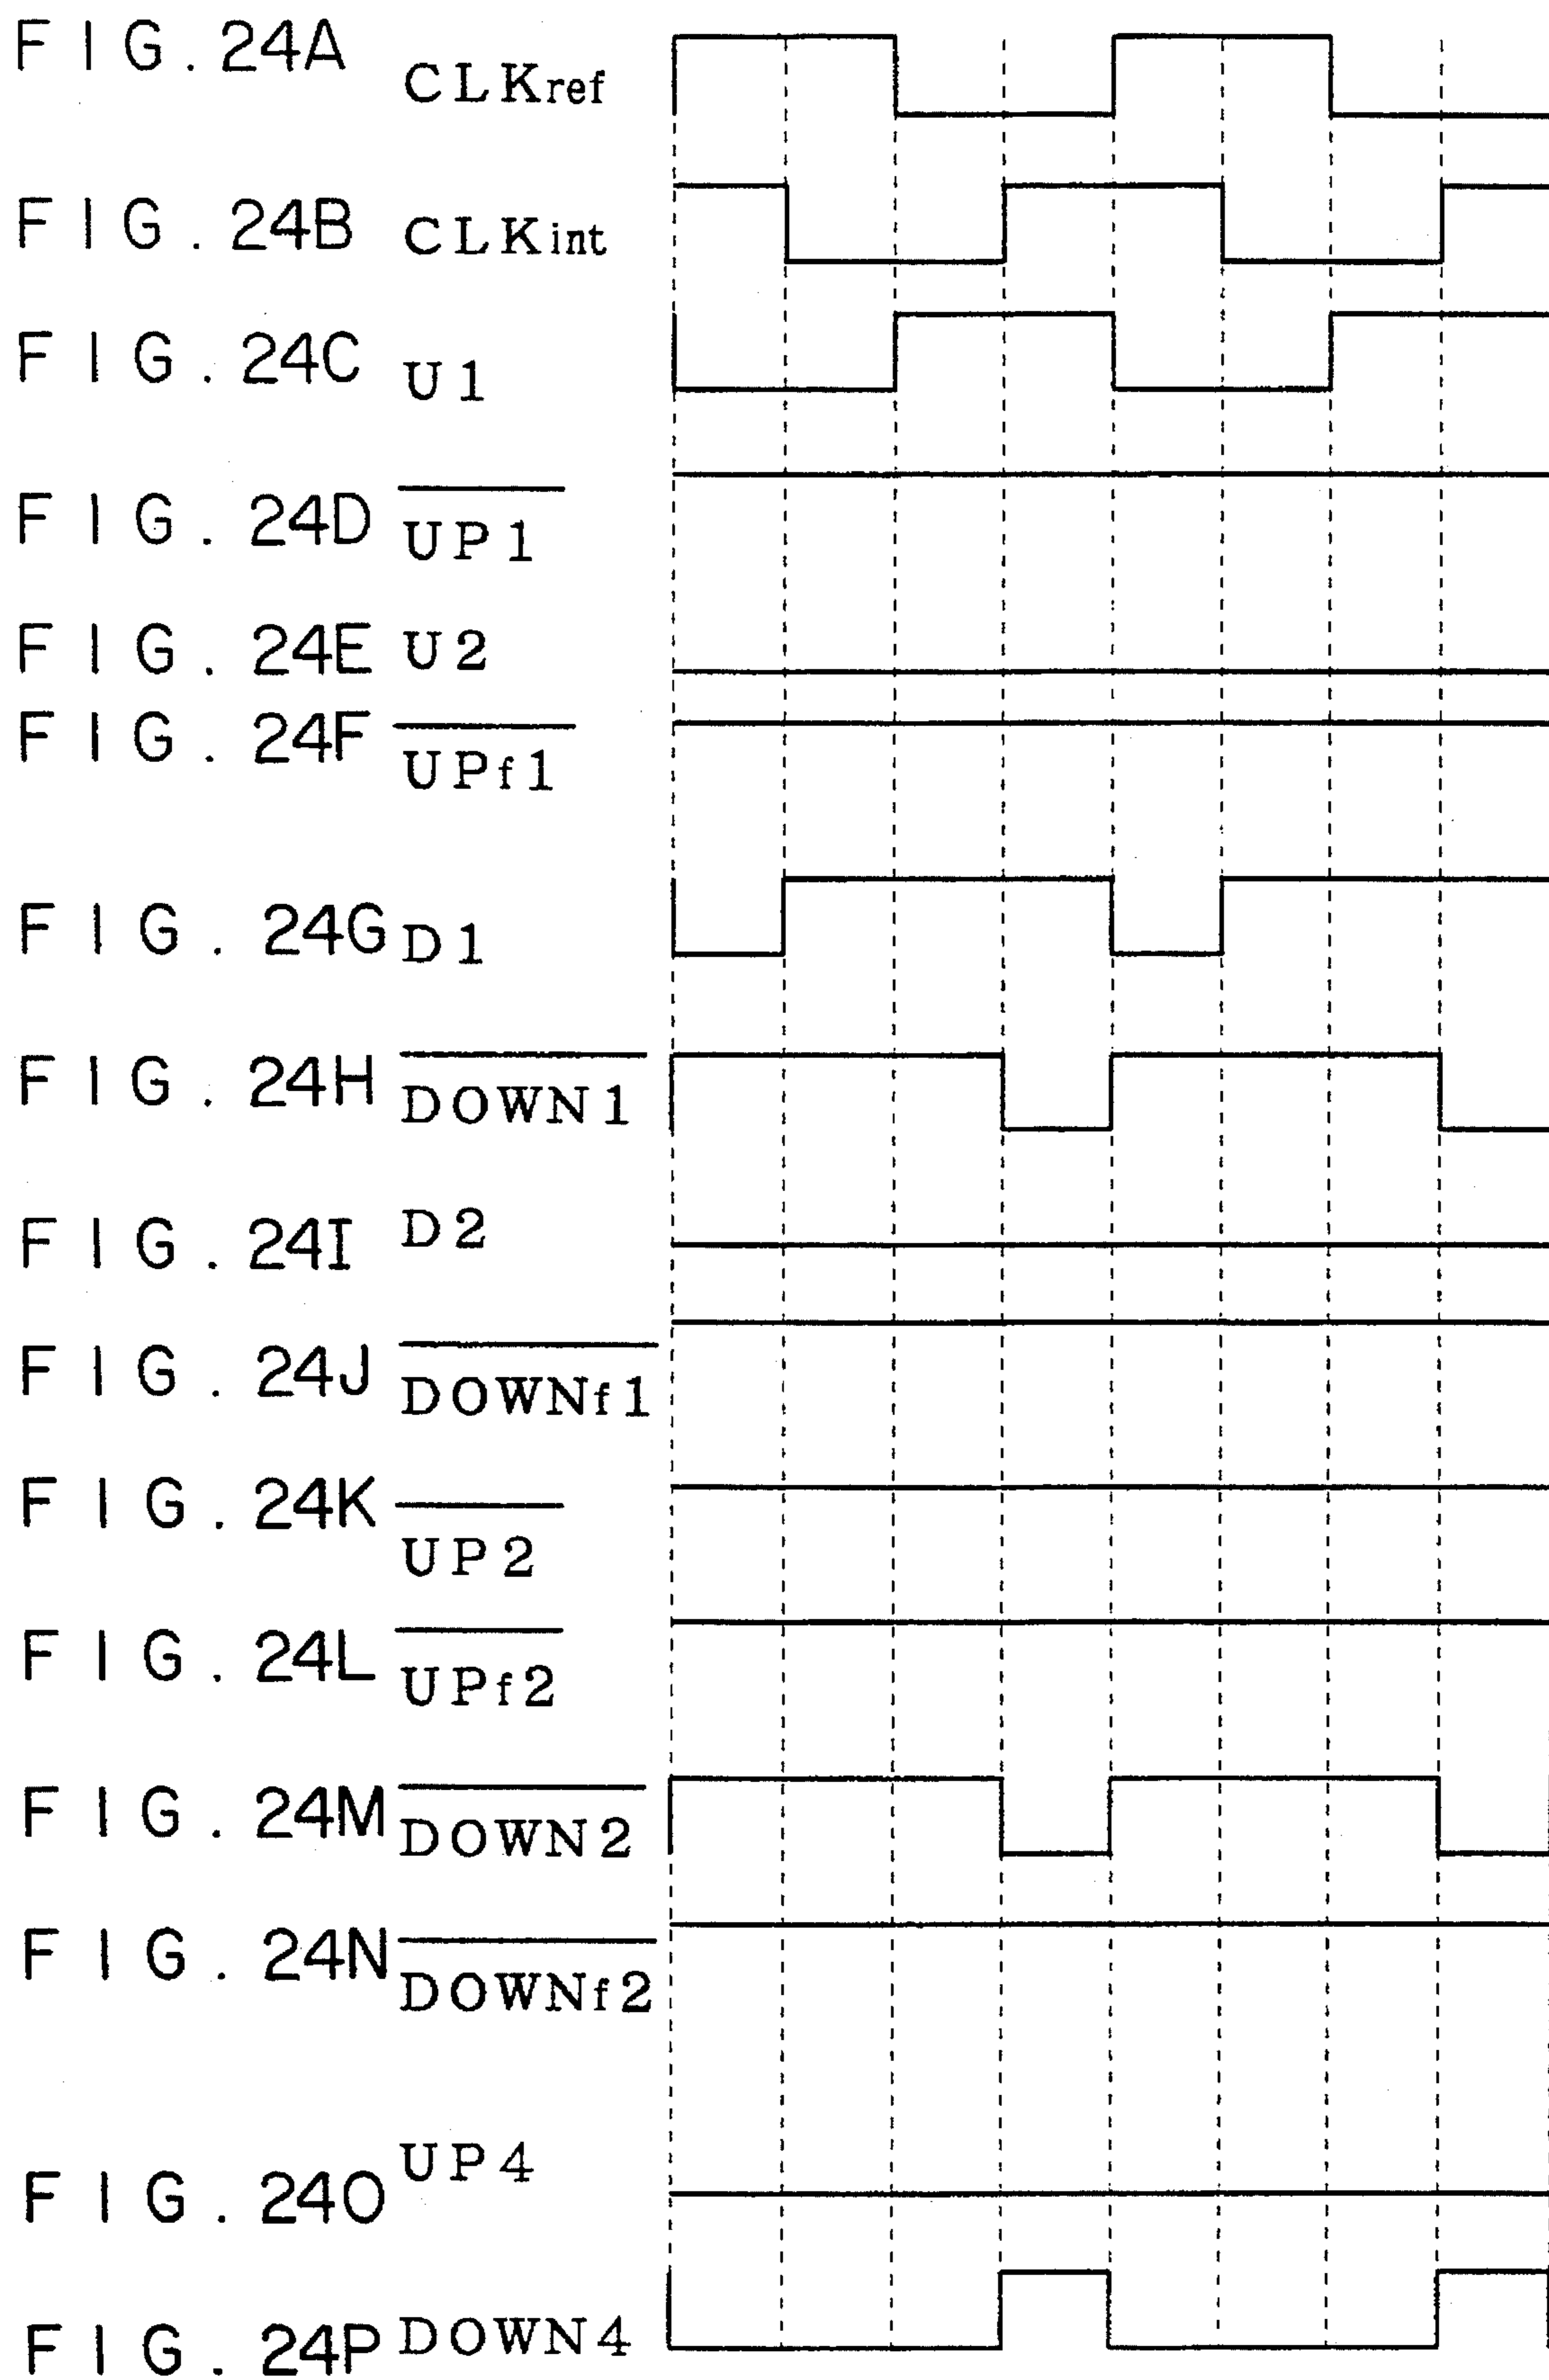 FIG. 24A CLKref
FIG. 24B CLKint
FIG. 24C U1
FIG. 24D UP1
FIG. 24E U2
FIG. 24F UPf1
FIG. 24G D1
FIG. 24H DOWN1
FIG. 24I D2
FIG. 24J DOWNf1
FIG. 24K UP2
FIG. 24L UPf2
FIG. 24M DOWN2
FIG. 24N DOWNf2
FIG. 24O UP4
FIG. 24P DOWN4